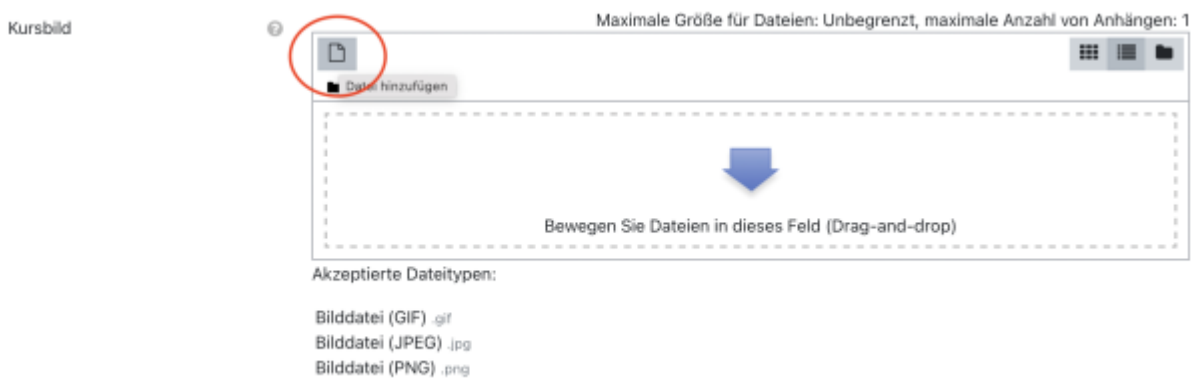 Maximale Größe für Dateien: Unbegrenzt, maximale Anzahl von Anhängen: 1
Kursbild
Datei hinzufügen
Bewegen Sie Dateien in dieses Feld (Drag-and-drop)
Akzeptierte Dateitypen:
Bilddatei (GIF) .gif
Bilddatei (JPEG) .jpg
Bilddatei (PNG) .png